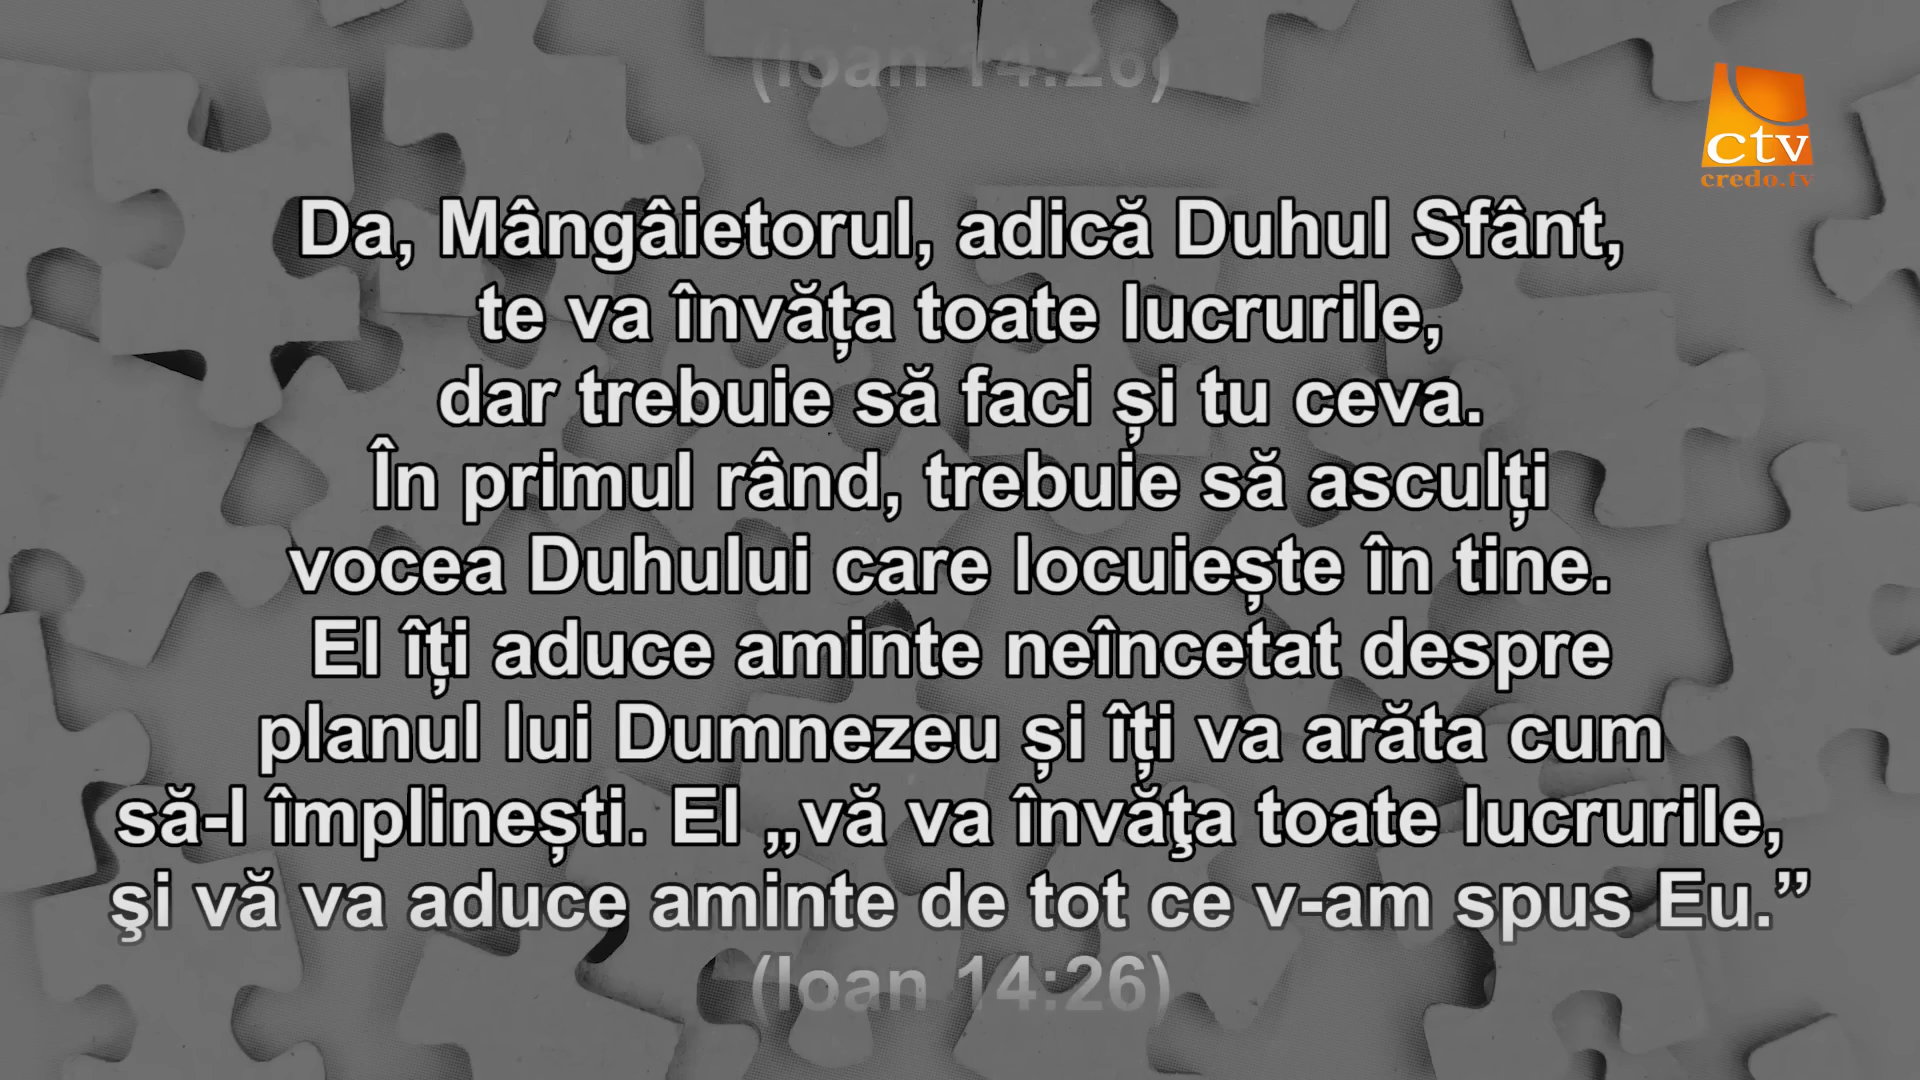 (Ioan 14:26)
ctv
credo.tv
Da, Mângâietorul, adică Duhul Sfânt,
te va învăța toate lucrurile,
dar trebuie să faci și tu ceva.
În primul rând, trebuie să asculți
vocea Duhului care locuiește în tine.
El îți aduce aminte neîncetat despre
planul lui Dumnezeu și îți va arăta cum
să-l împlinești. El „vă va învăţa toate lucrurile,
şi vă va aduce aminte de tot ce v-am spus Eu.”
(Ioan 14:26)